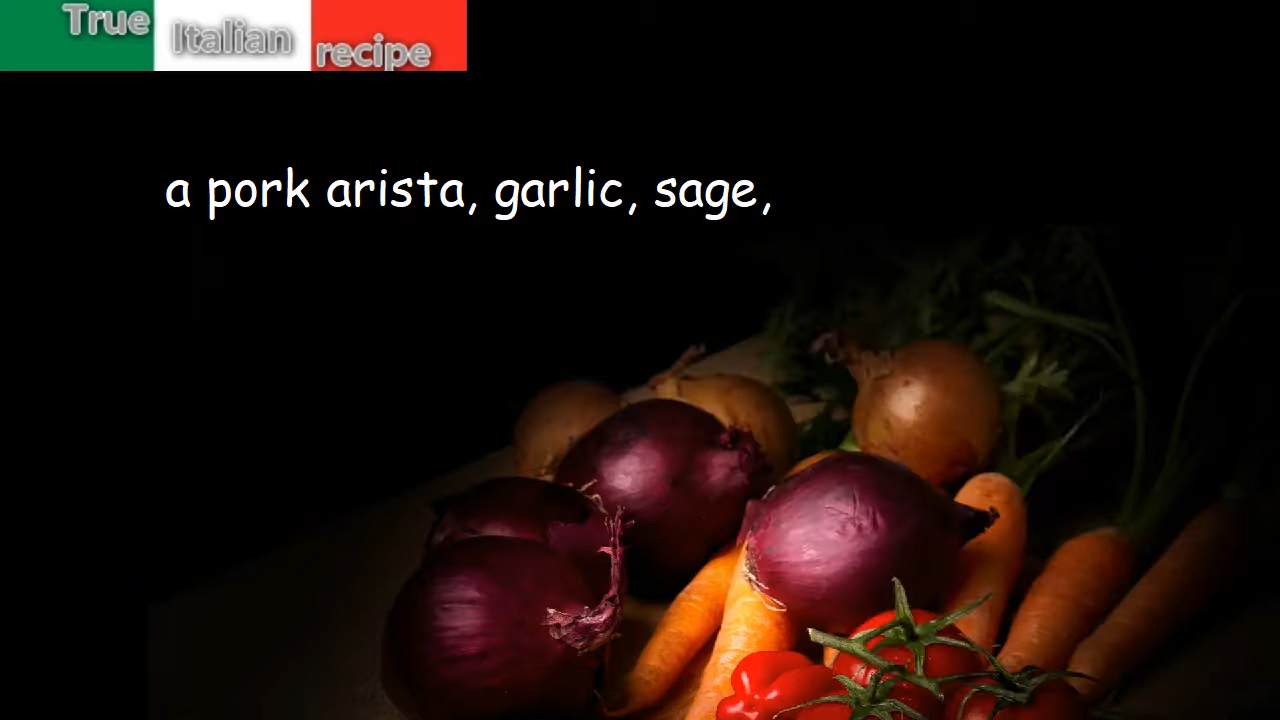 True
Italian
recipe
a pork arista, garlic, sage,